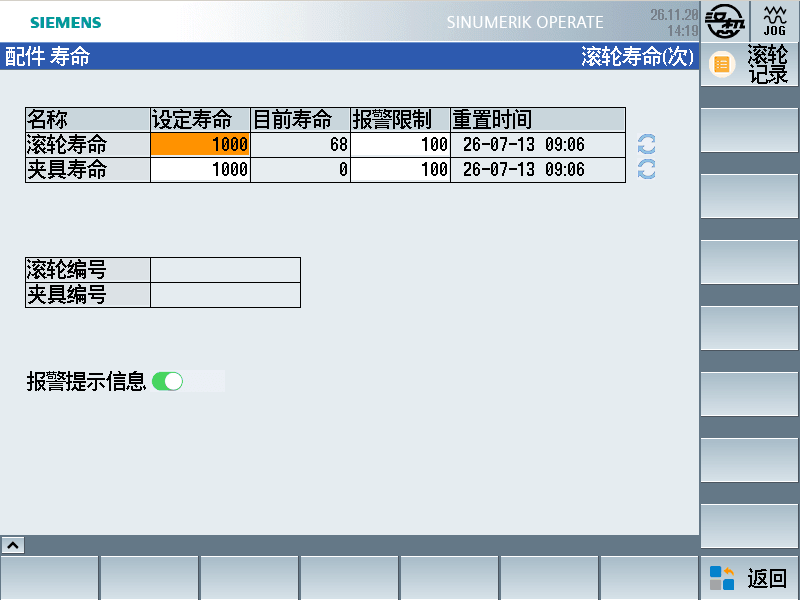 SIEMENS
SINUMERIK OPERATE
26.11.20
14:19
JOG
配件 寿命
滚轮寿命(次)
滚轮
记录
名称 设定寿命 目前寿命 报警限制 重置时间
滚轮寿命 1000 68 100 26-07-13 09:06
夹具寿命 1000 0 100 26-07-13 09:06
滚轮编号
夹具编号
报警提示信息
返回